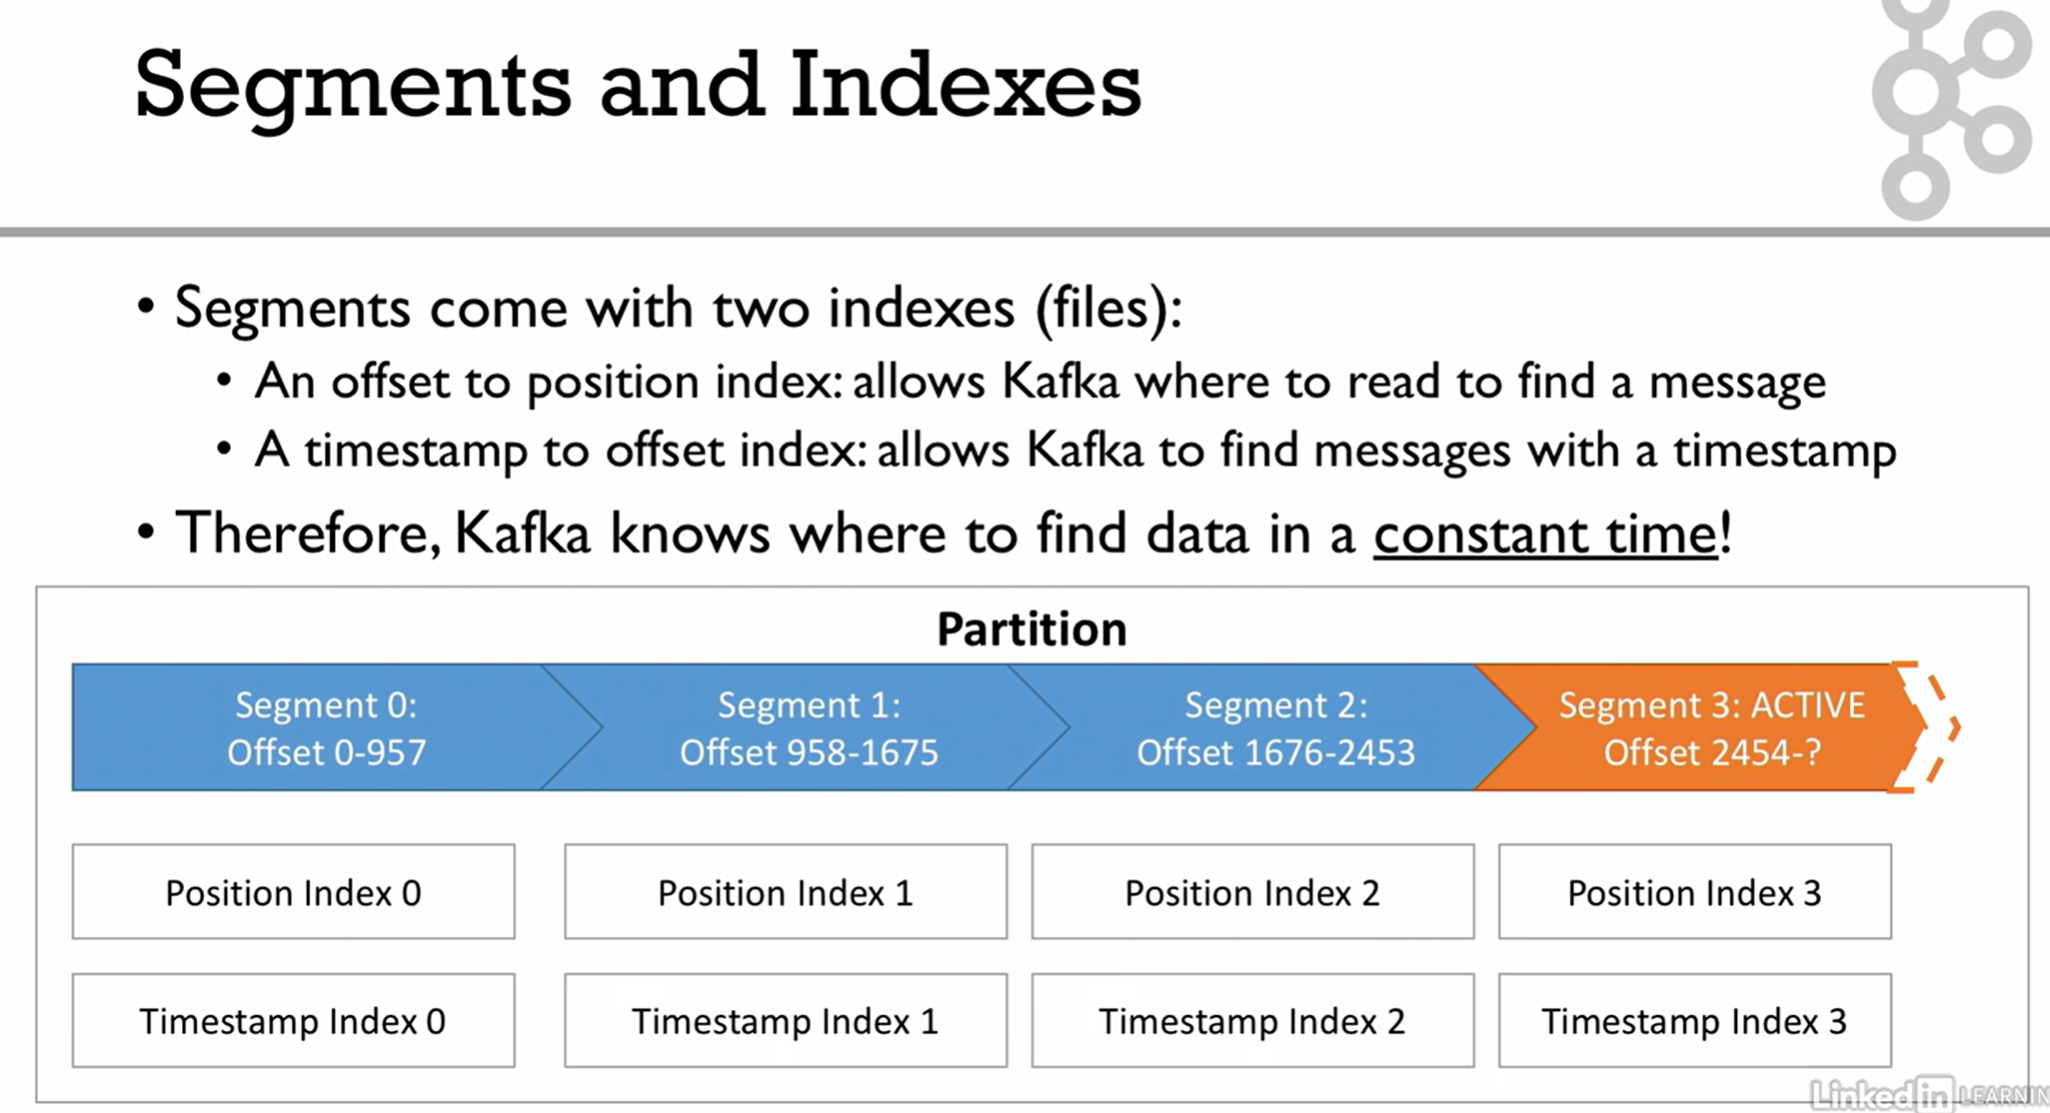 Segments and Indexes
• Segments come with two indexes (files):
• An offset to position index: allows Kafka where to read to find a message
• A timestamp to offset index: allows Kafka to find messages with a timestamp
• Therefore, Kafka knows where to find data in a constant time!
Partition
Segment 0:
Offset 0-957
Segment 1:
Offset 958-1675
Segment 2:
Offset 1676-2453
Segment 3: ACTIVE
Offset 2454-?
Position Index 0
Position Index 1
Position Index 2
Position Index 3
Timestamp Index 0
Timestamp Index 1
Timestamp Index 2
Timestamp Index 3
Linked in LEARNIN